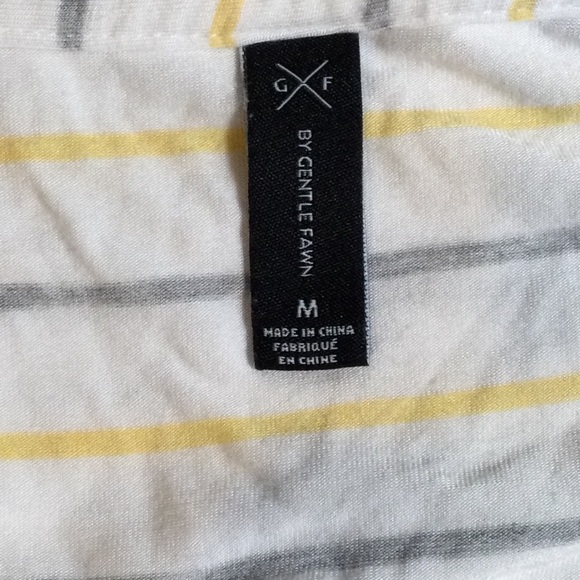 G F
BY GENTLE FAWN
M
MADE IN CHINA
FABRIQUÉ
EN CHINE